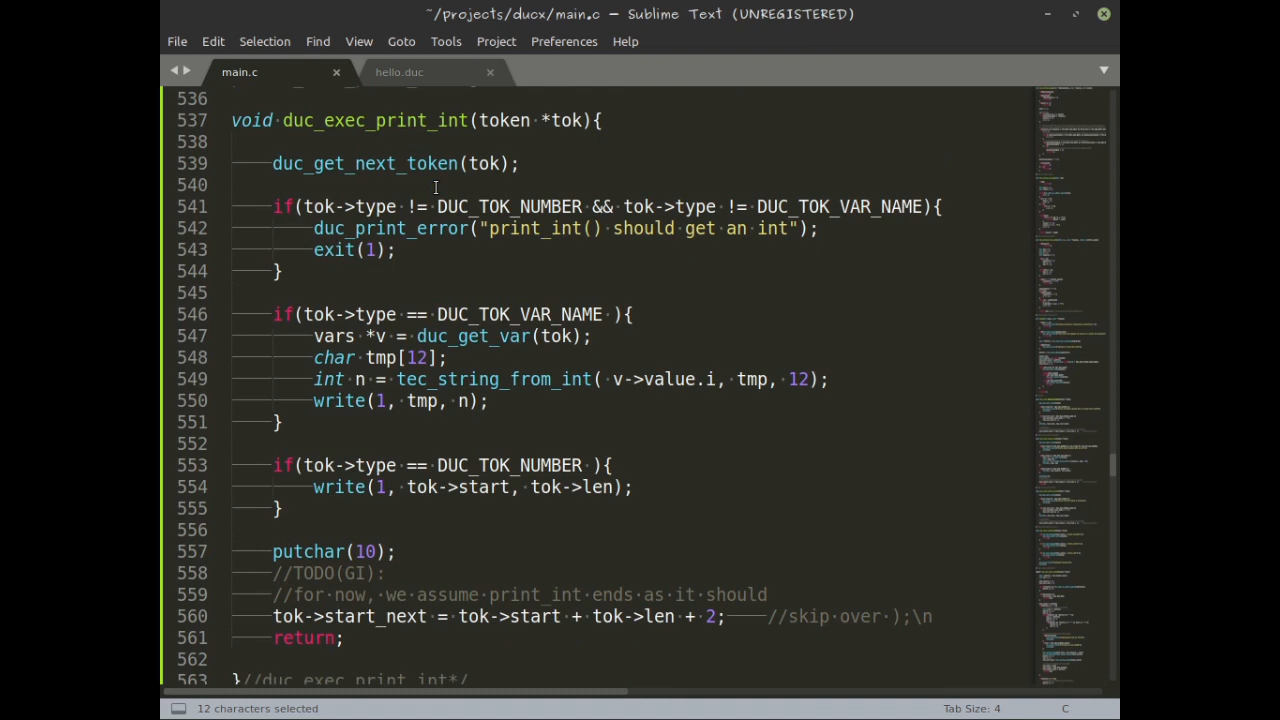 ~/projects/ducx/main.c — Sublime Text (UNREGISTERED)
File Edit Selection Find View Goto Tools Project Preferences Help
main.c × hello.duc ×
536
537 void duc_exec_print_int(token *tok){
538
539 duc_get_next_token(tok);
540
541 if(tok->type != DUC_TOK_NUMBER && tok->type != DUC_TOK_VAR_NAME){
542 duc_print_error("print_int() should get an int");
543 exit(1);
544 }
545
546 if(tok->type == DUC_TOK_VAR_NAME ){
547 vars *v = duc_get_var(tok);
548 char tmp[12];
549 int n = tec_string_from_int( v->value.i, tmp, 12);
550 write(1, tmp, n);
551 }
552
553 if(tok->type == DUC_TOK_NUMBER ){
554 write(1, tok->start, tok->len);
555 }
556
557 putchar(10);
558 //TODO(GI):
559 //for now we assume print_int ends as it should
560 tok->start_next = tok->start + tok->len + 2; //skip over );\n
561 return;
562
563 }//duc_exec_print_int*/
12 characters selected Tab Size: 4 C